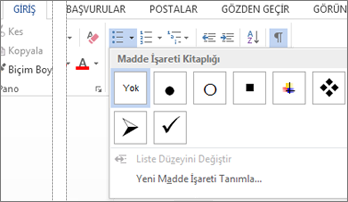 GİRİŞ BAŞVURULAR POSTALAR GÖZDEN GEÇİR
Kes
Kopyala
Biçim Boy
Pano
Madde İşareti Kitaplığı
Yok
Liste Düzeyini Değiştir
Yeni Madde İşareti Tanımla...